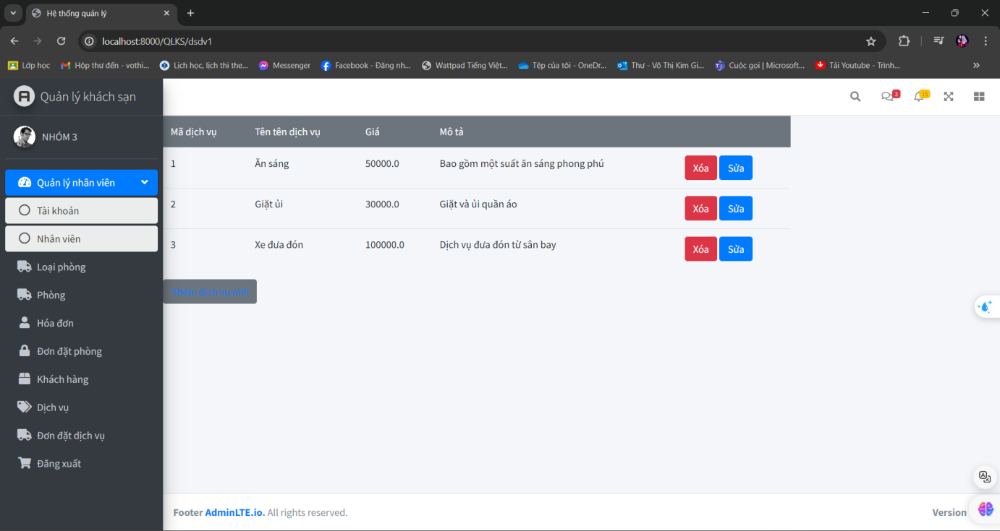 Hệ thống quản lý
localhost:8000/QLKS/dsdv1
Lớp học Hộp thư đến - vothi... Lịch học, lịch thi the... Messenger Facebook - Đăng nh... Wattpad Tiếng Việt... Tệp của tôi - OneDr... Thư - Võ Thị Kim Gi... Cuộc gọi | Microsoft... Tải Youtube - Trình...
Quản lý khách sạn
3 15
NHÓM 3
Quản lý nhân viên
Tài khoản
Nhân viên
Loại phòng
Phòng
Hóa đơn
Đơn đặt phòng
Khách hàng
Dịch vụ
Đơn đặt dịch vụ
Đăng xuất
Mã dịch vụ Tên tên dịch vụ Giá Mô tả
1 Ăn sáng 50000.0 Bao gồm một suất ăn sáng phong phú Xóa Sửa
2 Giặt ủi 30000.0 Giặt và ủi quần áo Xóa Sửa
3 Xe đưa đón 100000.0 Dịch vụ đưa đón từ sân bay Xóa Sửa
Thêm dịch vụ mới
Footer AdminLTE.io. All rights reserved. Version